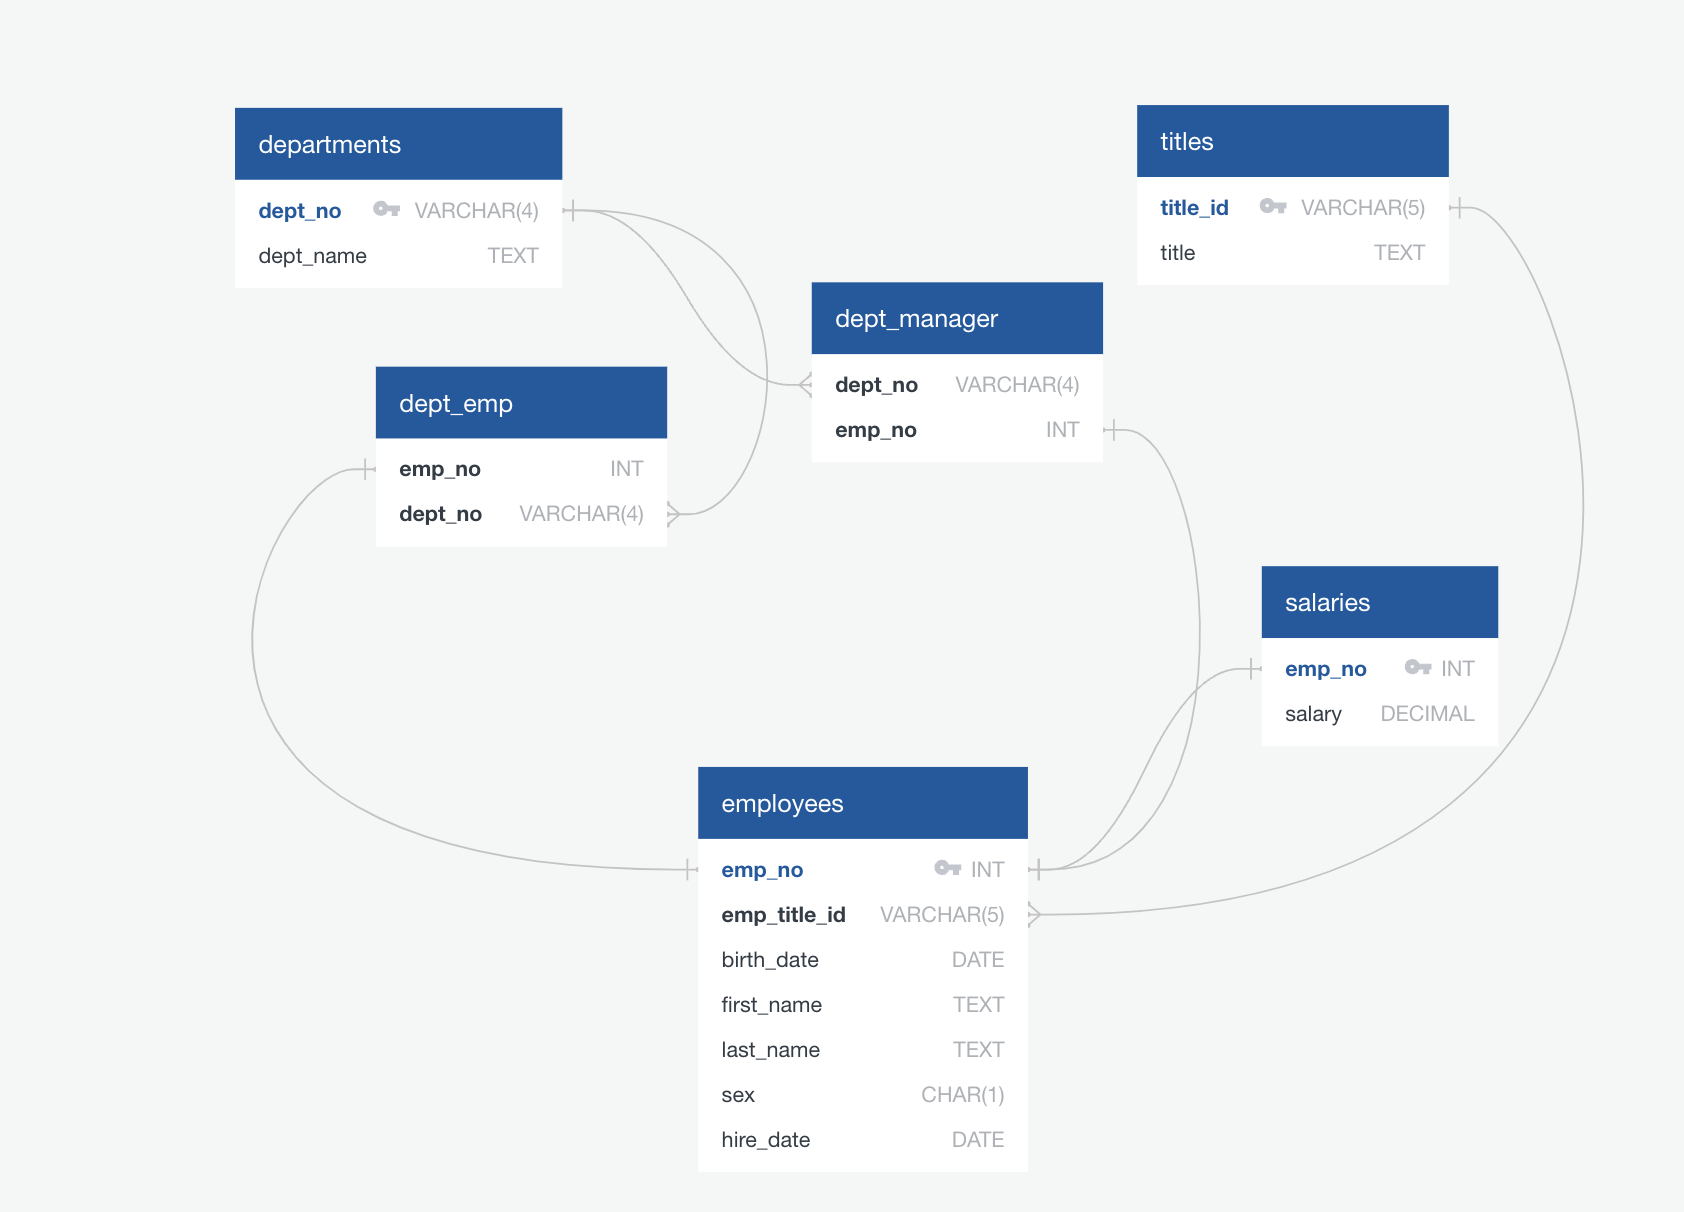 departments
dept_no VARCHAR(4)
dept_name TEXT
titles
title_id VARCHAR(5)
title TEXT
dept_manager
dept_no VARCHAR(4)
emp_no INT
dept_emp
emp_no INT
dept_no VARCHAR(4)
salaries
emp_no INT
salary DECIMAL
employees
emp_no INT
emp_title_id VARCHAR(5)
birth_date DATE
first_name TEXT
last_name TEXT
sex CHAR(1)
hire_date DATE